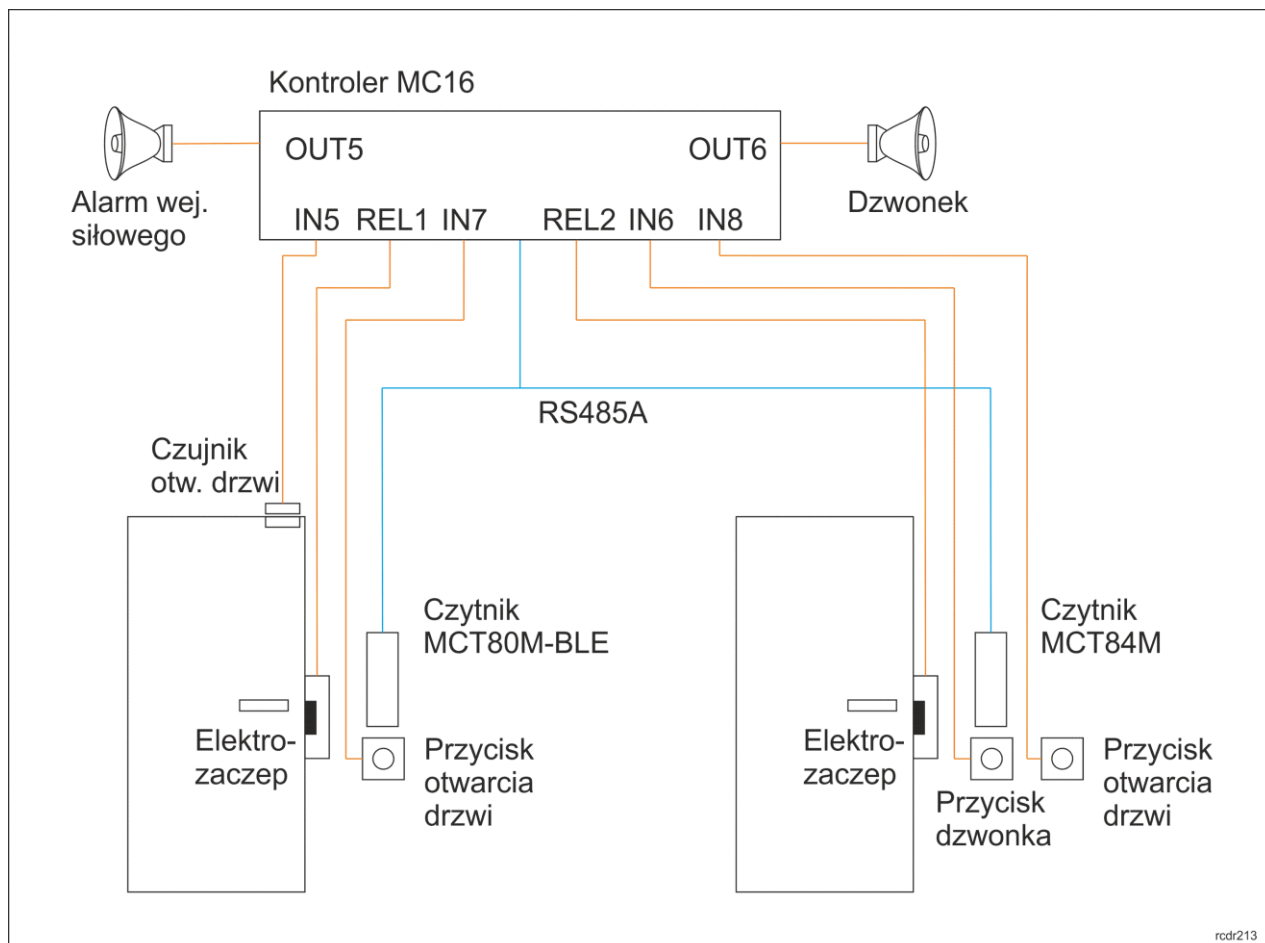 Kontroler MC16
OUT5
OUT6
Alarm wej.
siłowego
Dzwonek
IN5 REL1 IN7 REL2 IN6 IN8
RS485A
Czujnik
otw. drzwi
Czytnik
MCT80M-BLE
Czytnik
MCT84M
Elektro-
zaczep
Przycisk
otwarcia
drzwi
Elektro-
zaczep
Przycisk
dzwonka
Przycisk
otwarcia
drzwi
rcdr213